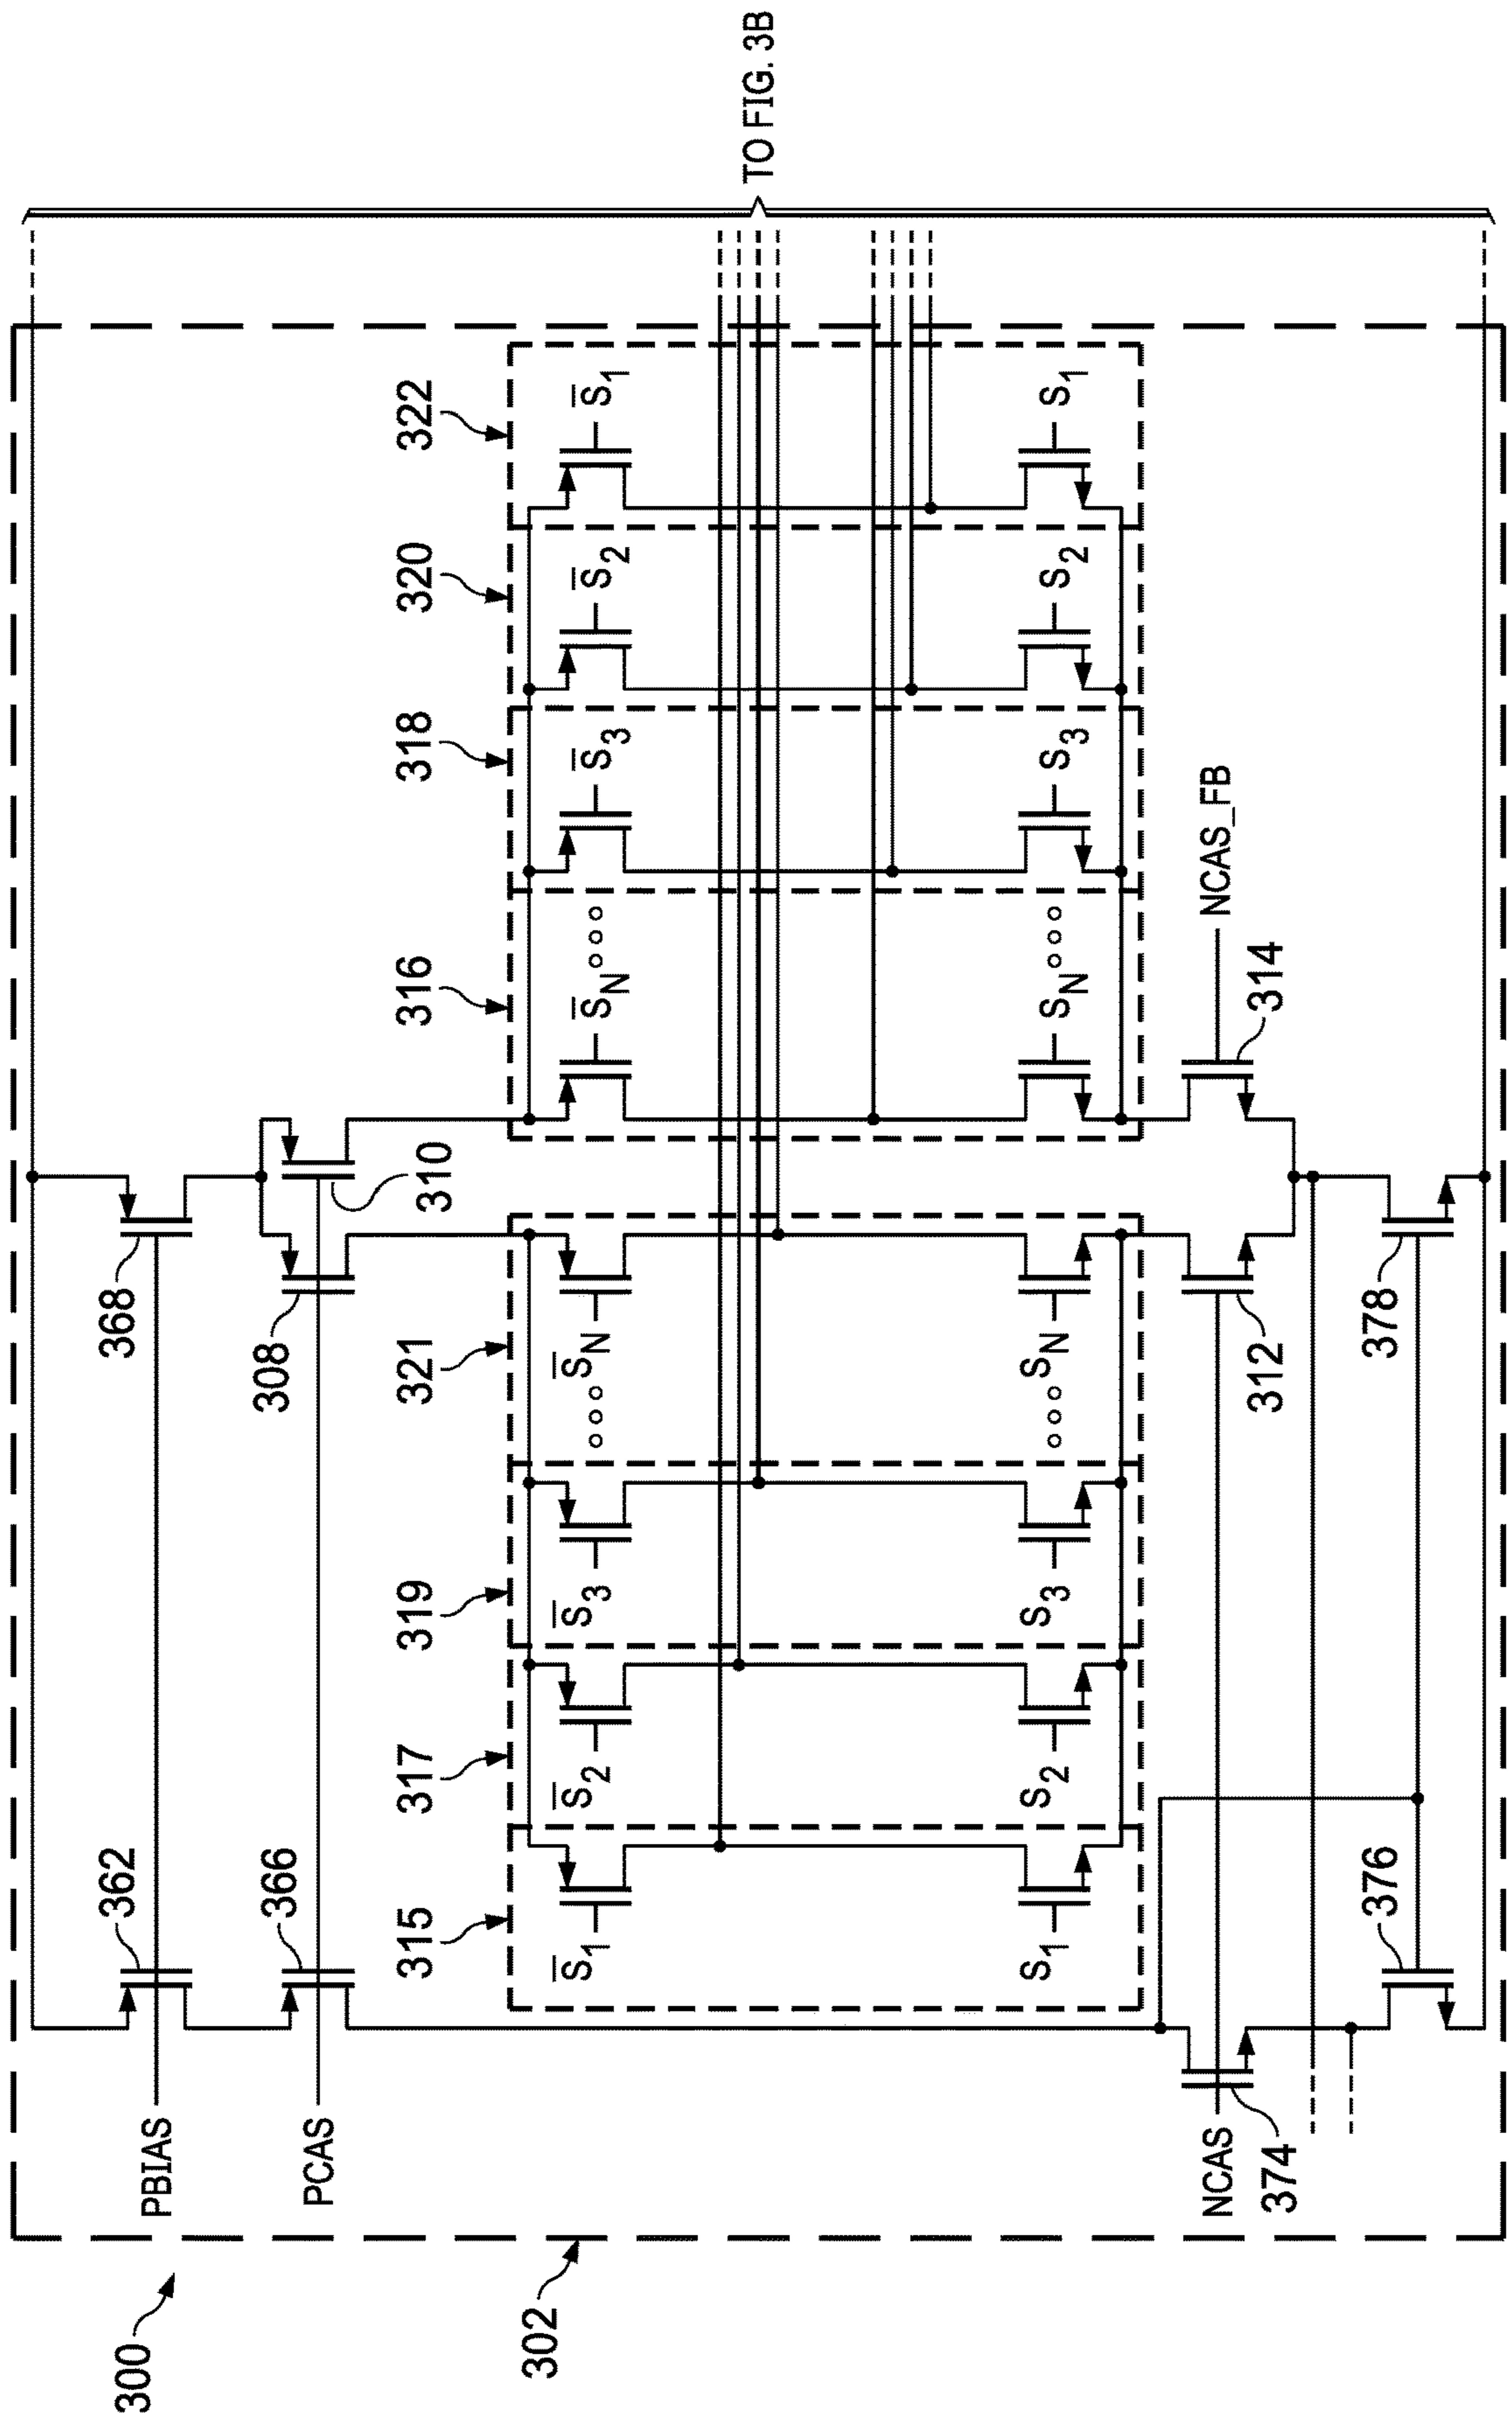 300
302
PBIAS
PCAS
NCAS
362
366
374
376
368
308
310
315
317
319
321
316
318
320
322
S̅1
S̅2
S̅3
S̅N
S̅N
S̅3
S̅2
S̅1
S1
S2
S3
SN
SN
S3
S2
S1
312
314
378
NCAS_FB
TO FIG. 3B